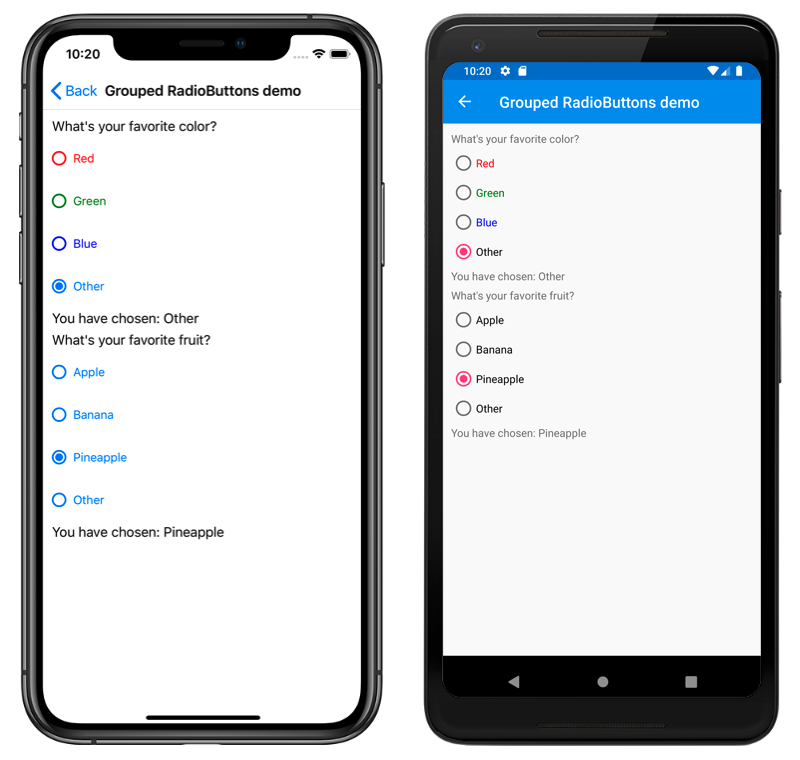 10:20
Back Grouped RadioButtons demo
What's your favorite color?
Red
Green
Blue
Other
You have chosen: Other
What's your favorite fruit?
Apple
Banana
Pineapple
Other
You have chosen: Pineapple
10:20
Grouped RadioButtons demo
What's your favorite color?
Red
Green
Blue
Other
You have chosen: Other
What's your favorite fruit?
Apple
Banana
Pineapple
Other
You have chosen: Pineapple